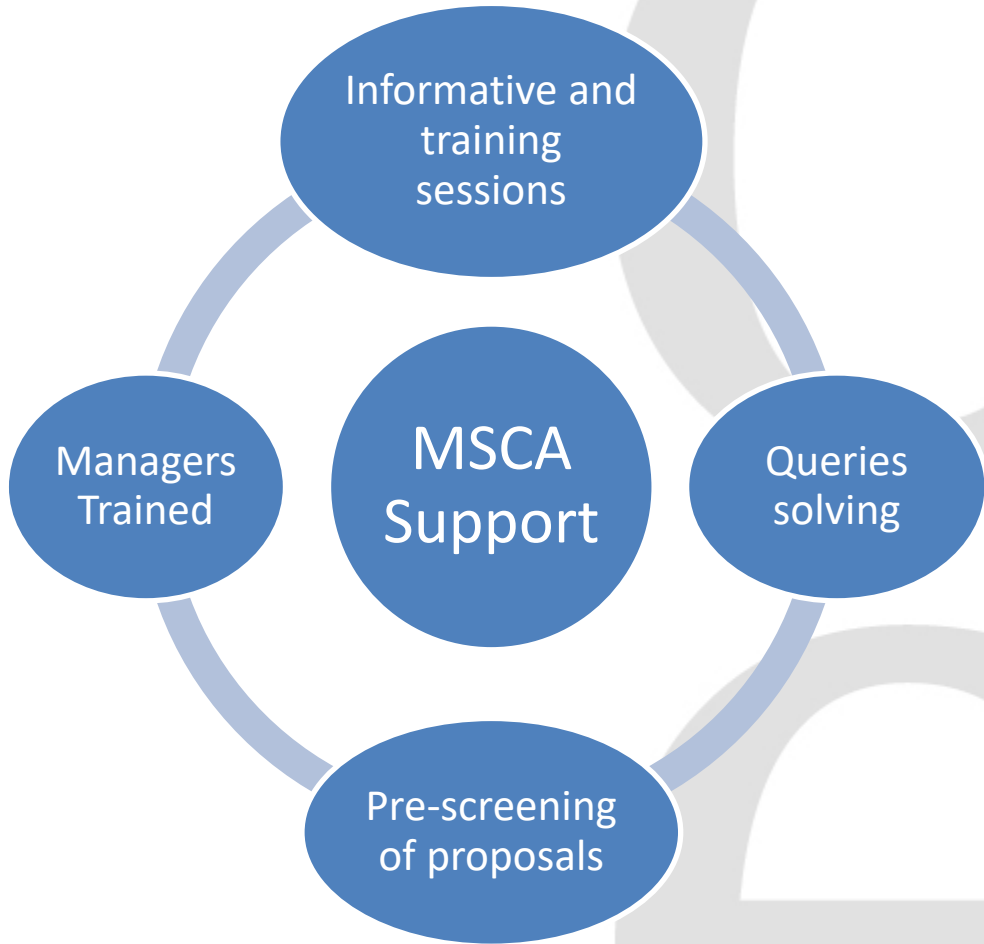 Informative and
training
sessions
Managers
Trained
MSCA
Support
Queries
solving
Pre-screening
of proposals